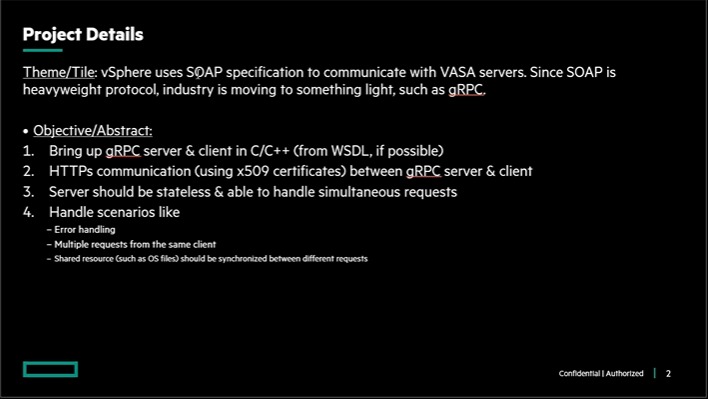 Project Details
Theme/Tile: vSphere uses SOAP specification to communicate with VASA servers. Since SOAP is
heavyweight protocol, industry is moving to something light, such as gRPC.
• Objective/Abstract:
1. Bring up gRPC server & client in C/C++ (from WSDL, if possible)
2. HTTPs communication (using x509 certificates) between gRPC server & client
3. Server should be stateless & able to handle simultaneous requests
4. Handle scenarios like
– Error handling
– Multiple requests from the same client
– Shared resource (such as OS files) should be synchronized between different requests
Confidential | Authorized | 2